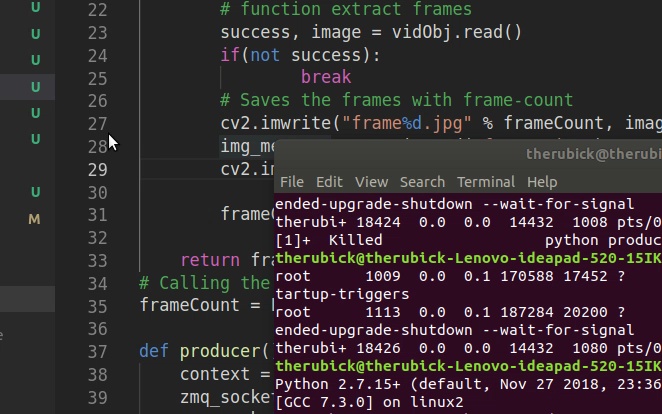 22 # function extract frames
U 23 success, image = vidObj.read()
U 24 if(not success):
U 25 break
U 26 # Saves the frames with frame-count
U 27 cv2.imwrite("frame%d.jpg" % frameCount, imag
U 28 img_me
29 cv2.im
U 30
M 31 frameC
32
33 return fra
34 # Calling the
35 frameCount =
36
37 def producer(
38 context =
39 zmq_socket
therubick@therubi
File Edit View Search Terminal Help
ended-upgrade-shutdown --wait-for-signal
therubi+ 18424 0.0 0.0 14432 1008 pts/0
[1]+ Killed python produc
therubick@therubick-Lenovo-ideapad-520-15IK
root 1009 0.0 0.1 170588 17452 ?
tartup-triggers
root 1113 0.0 0.1 187284 20200 ?
ended-upgrade-shutdown --wait-for-signal
therubi+ 18426 0.0 0.0 14432 1080 pts/0
therubick@therubick-Lenovo-ideapad-520-15IK
Python 2.7.15+ (default, Nov 27 2018, 23:36
[GCC 7.3.0] on linux2